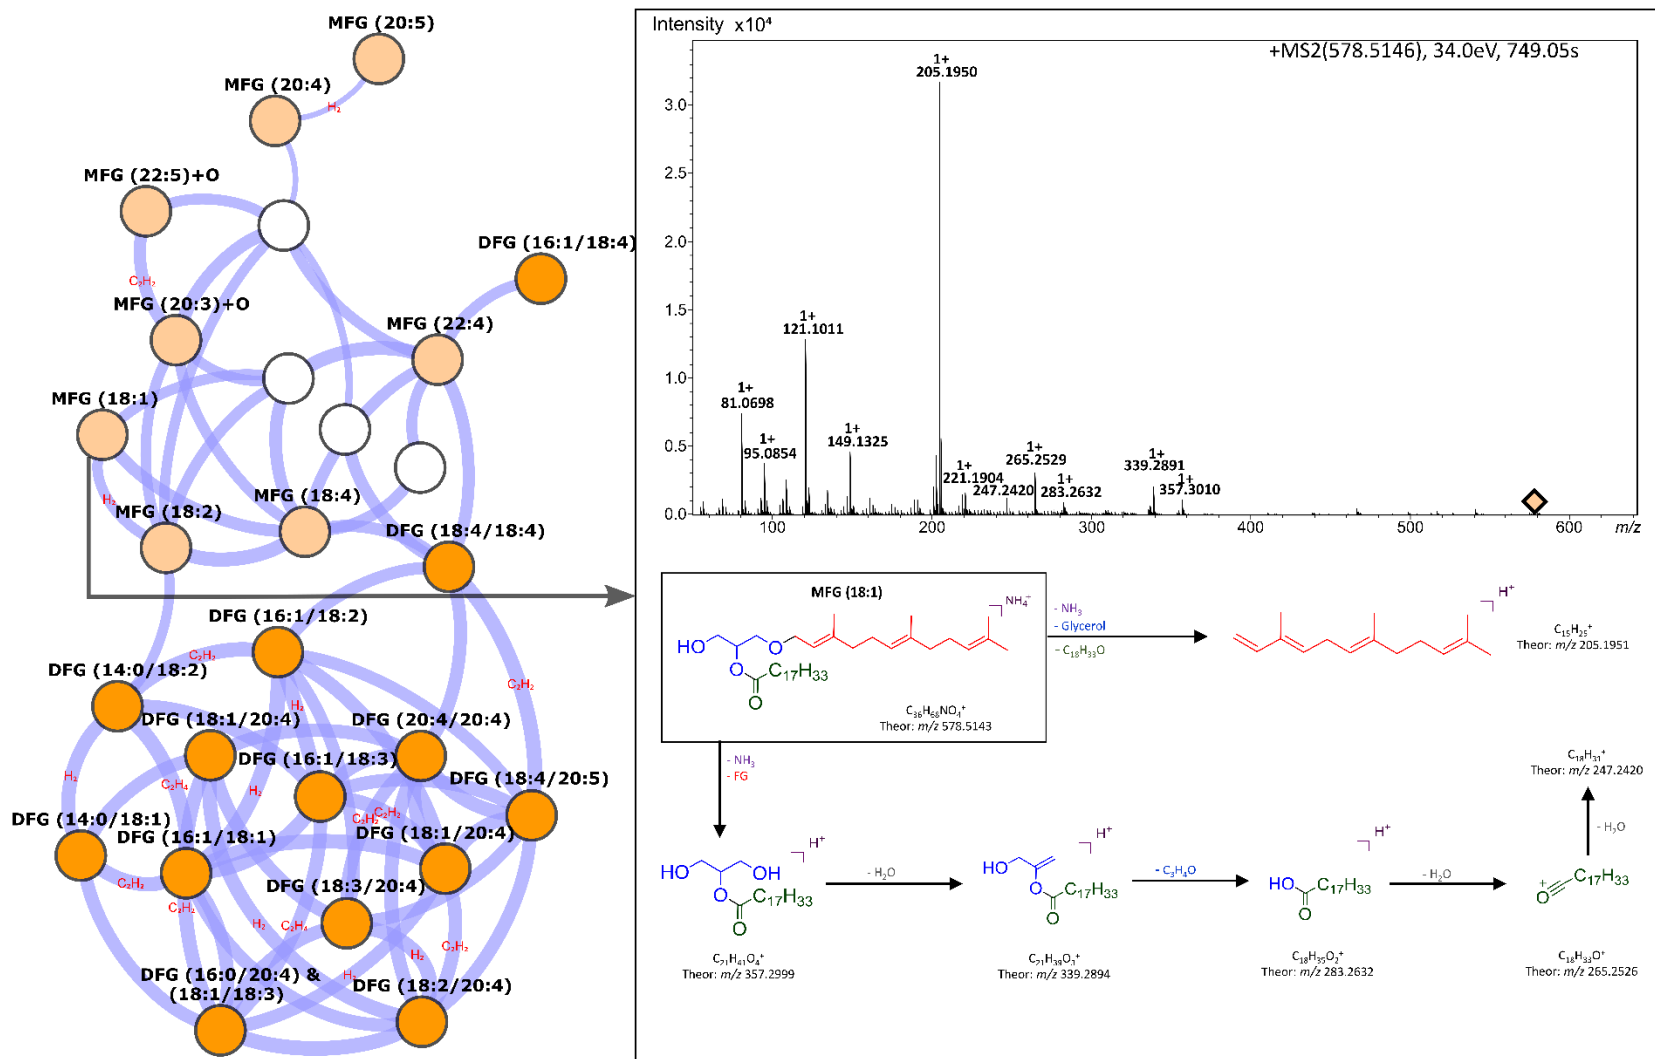 MFG (20:5)
MFG (20:4)
H₂
MFG (22:5)+O
C₂H₂
DFG (16:1/18:4)
MFG (20:3)+O
MFG (22:4)
MFG (18:1)
H₂
MFG (18:2)
MFG (18:4)
DFG (18:4/18:4)
DFG (16:1/18:2)
C₂H₂
DFG (14:0/18:2)
H₂
C₂H₂
DFG (18:1/20:4)
DFG (20:4/20:4)
DFG (16:1/18:3)
H₂
C₂H₄
H₂
DFG (18:4/20:5)
C₂H₂
C₂H₂
DFG (14:0/18:1)
DFG (16:1/18:1)
DFG (18:1/20:4)
C₂H₂
DFG (18:3/20:4)
C₂H₂
H₂
C₂H₄
H₂
C₂H₂
DFG (16:0/20:4) &
(18:1/18:3)
H₂
DFG (18:2/20:4)
Intensity x10⁴
+MS2(578.5146), 34.0eV, 749.05s
3.0
2.5
2.0
1.5
1.0
0.5
0.0
1+
205.1950
1+
121.1011
1+
81.0698
1+
95.0854
1+
149.1325
1+
221.1904
247.2420
1+
265.2529
1+
283.2632
1+
339.2891
1+
357.3010
100
200
300
400
500
600
m/z
MFG (18:1)
NH₄⁺
HO
O
O
C₁₇H₃₃
O
C₃₆H₆₈NO₄⁺
Theor: m/z 578.5143
- NH₃
- Glycerol
- C₁₈H₃₃O
H⁺
C₁₅H₂₅⁺
Theor: m/z 205.1951
- NH₃
- FG
HO
OH
H⁺
O
C₁₇H₃₃
O
C₂₁H₄₁O₄⁺
Theor: m/z 357.2999
- H₂O
HO
H⁺
O
C₁₇H₃₃
O
C₂₁H₃₉O₃⁺
Theor: m/z 339.2894
- C₃H₄O
H⁺
HO
C₁₇H₃₃
O
C₁₈H₃₅O₂⁺
Theor: m/z 283.2632
- H₂O
+
O
C₁₇H₃₃
C₁₈H₃₃O⁺
Theor: m/z 265.2526
- H₂O
C₁₈H₃₁⁺
Theor: m/z 247.2420